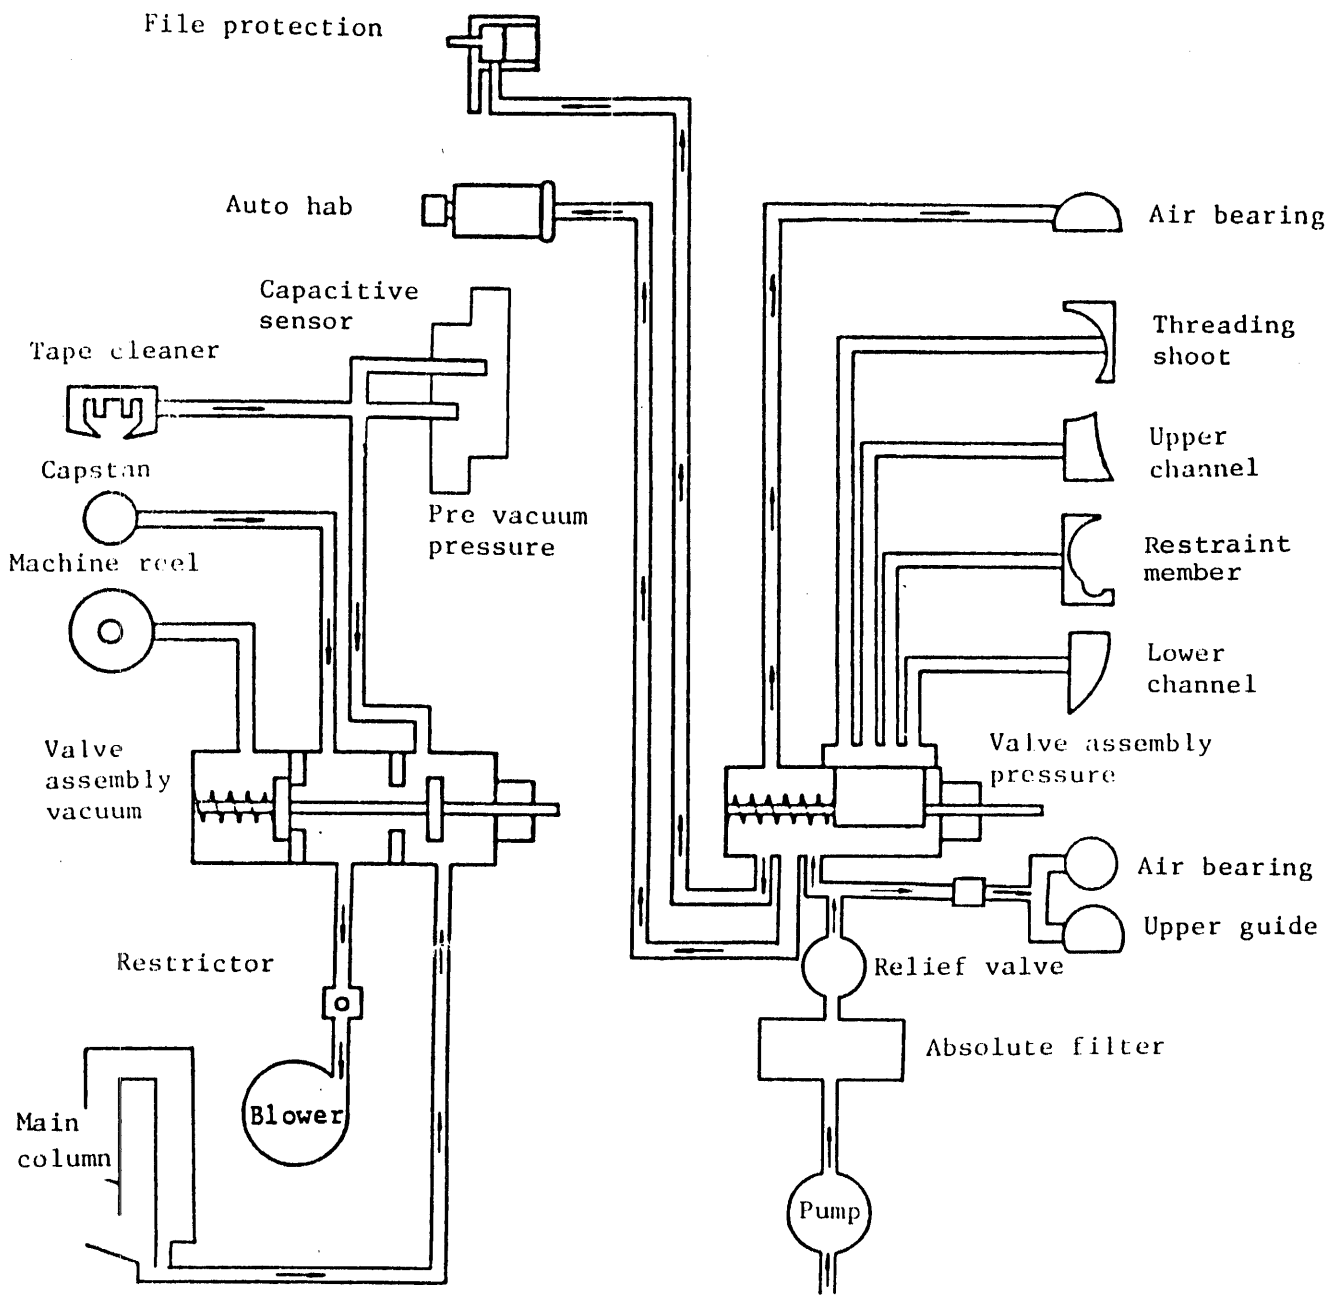 File protection
Auto hab
Air bearing
Capacitive
sensor
Threading
shoot
Tape cleaner
Upper
channel
Capstan
Pre vacuum
pressure
Restraint
member
Machine reel
Lower
channel
Valve
assembly
vacuum
Valve assembly
pressure
Air bearing
Upper guide
Restrictor
Relief valve
Absolute filter
Blower
Main
column
Pump